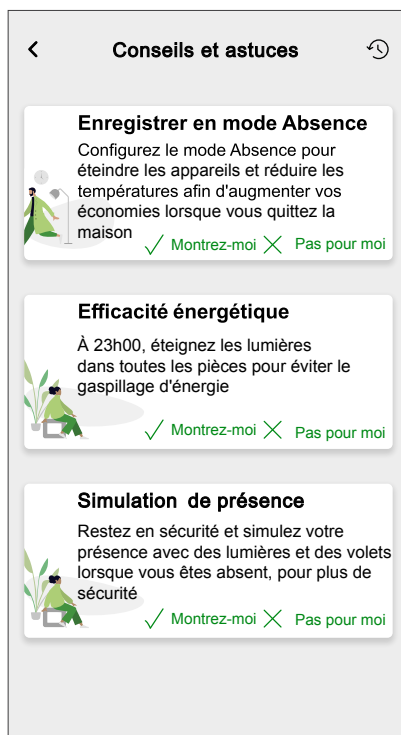 Conseils et astuces
Enregistrer en mode Absence
Configurez le mode Absence pour
éteindre les appareils et réduire les
températures afin d'augmenter vos
économies lorsque vous quittez la
maison
Montrez-moi Pas pour moi
Efficacité énergétique
À 23h00, éteignez les lumières
dans toutes les pièces pour éviter le
gaspillage d'énergie
Montrez-moi Pas pour moi
Simulation de présence
Restez en sécurité et simulez votre
présence avec des lumières et des volets
lorsque vous êtes absent, pour plus de
sécurité
Montrez-moi Pas pour moi